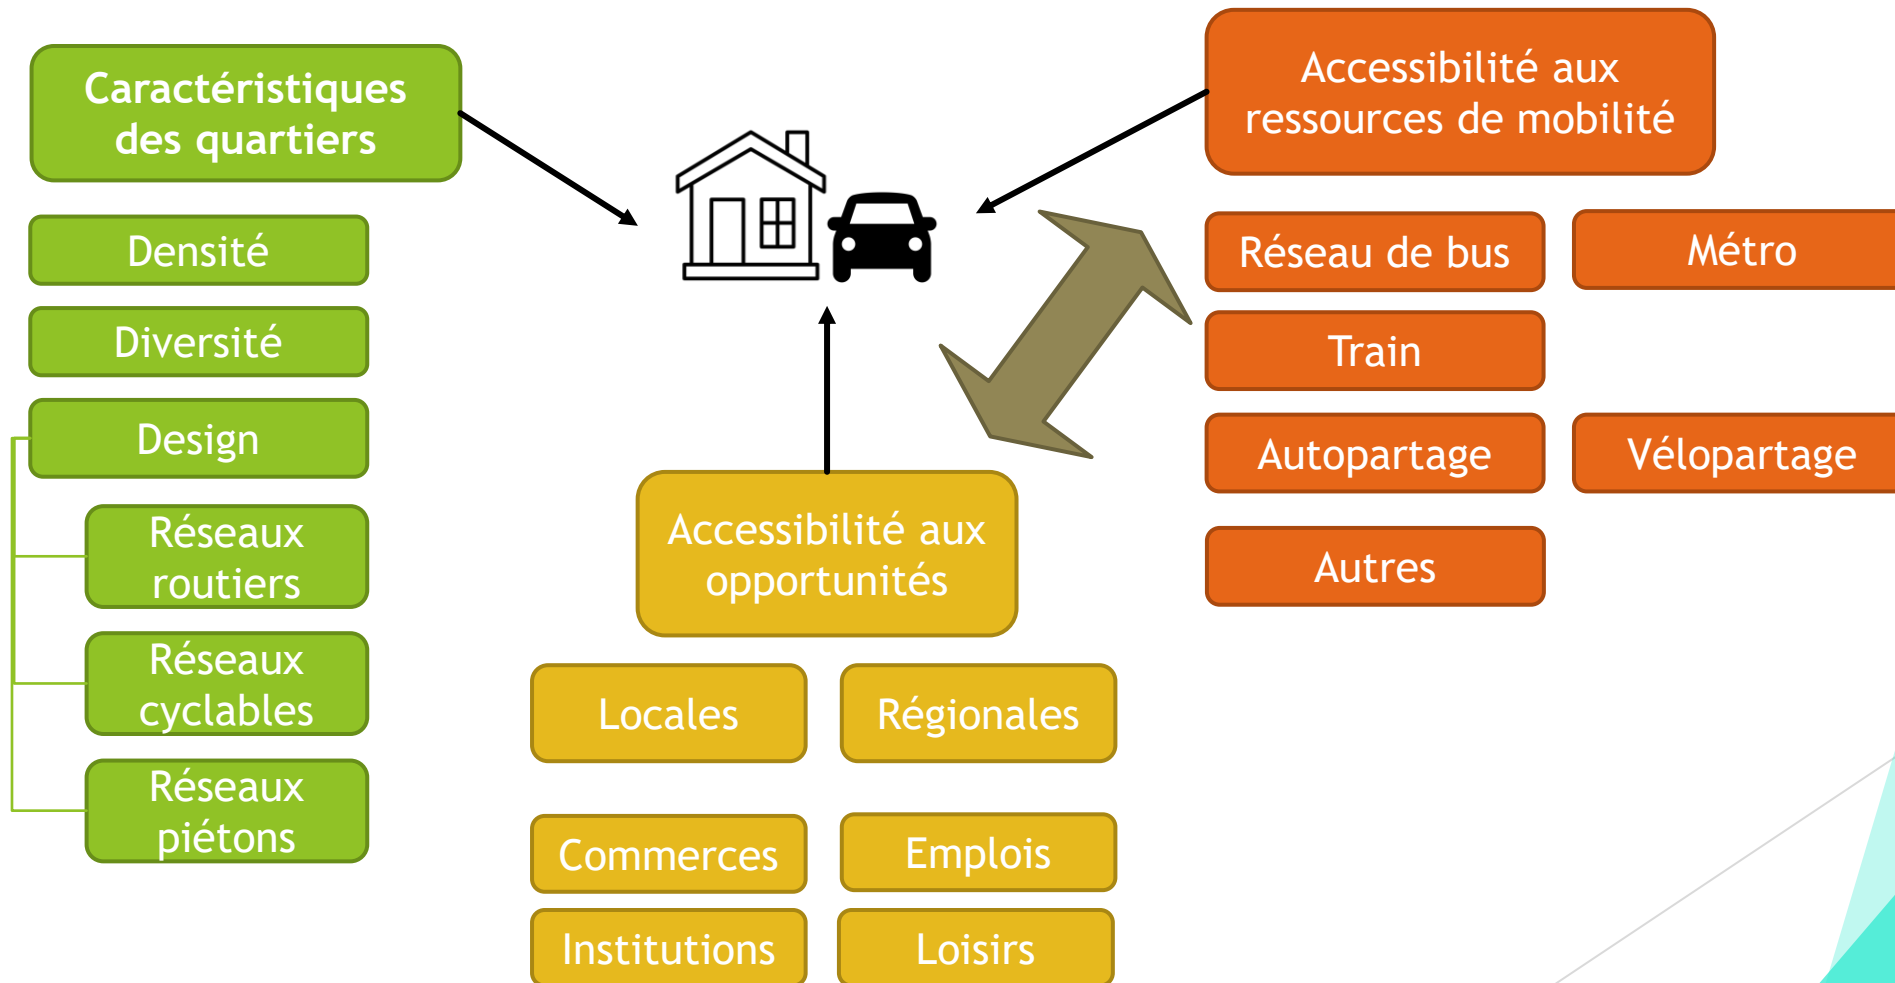 Caractéristiques
des quartiers
Densité
Diversité
Design
Réseaux
routiers
Réseaux
cyclables
Réseaux
piétons
Accessibilité aux
opportunités
Locales
Régionales
Commerces
Emplois
Institutions
Loisirs
Accessibilité aux
ressources de mobilité
Réseau de bus
Métro
Train
Autopartage
Vélopartage
Autres